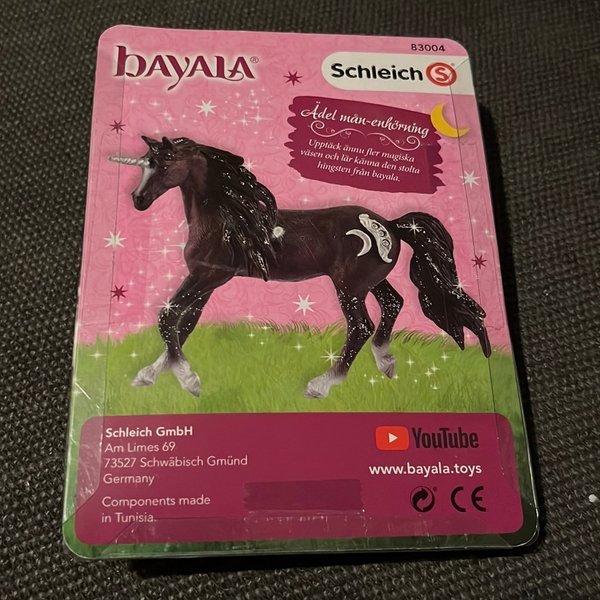 83004
bayala®
Schleich S
Ädel mån-enhörning
Upptäck ännu fler magiska
väsen och lär känna den stolta
hingsten från bayala.
Schleich GmbH
Am Limes 69
73527 Schwäbisch Gmünd
Germany
Components made
in Tunisia.
YouTube
www.bayala.toys
CE